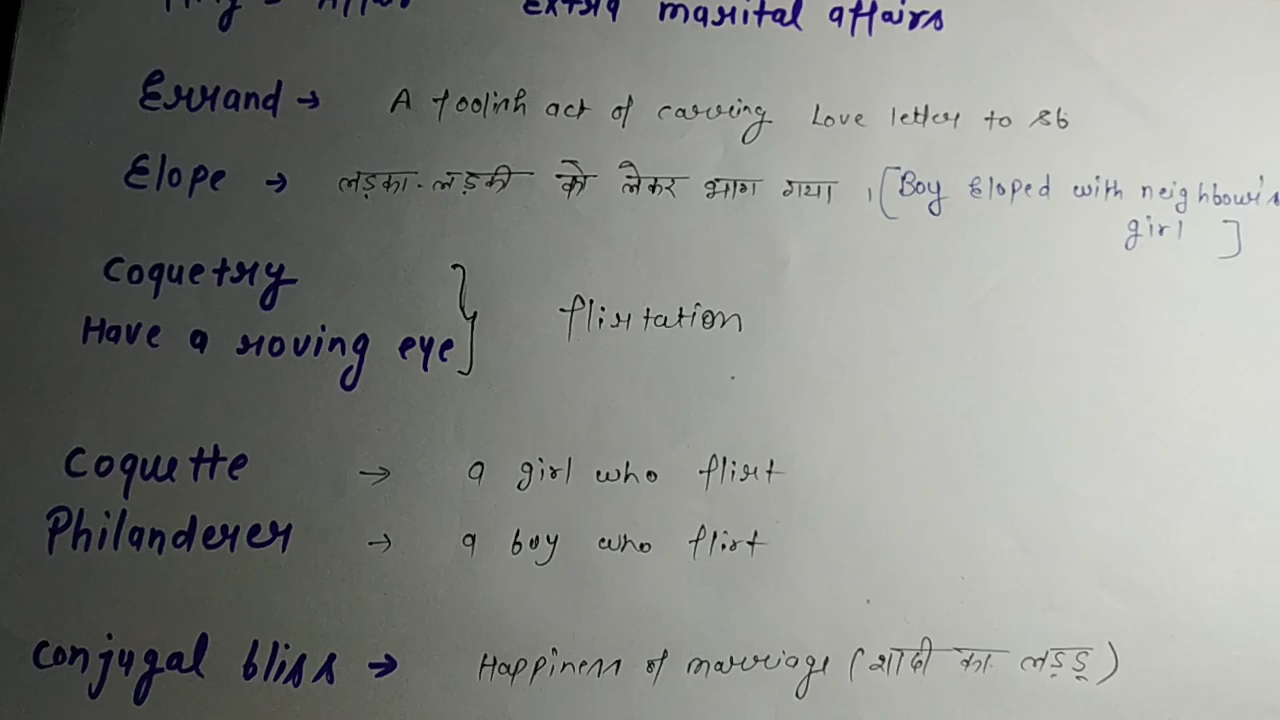 extra marital affairs
Errand → A foolish act of carring Love letter to sb
Elope → लड़का-लड़की को लेकर भाग गया, [Boy Eloped with neighbour's
girl ]
Coquetry
Have a roving eye } flirtation
Coquette → a girl who flirt
Philanderer → a boy who flirt
Conjugal bliss → Happiness of marriage (शादी का लड़्डू)